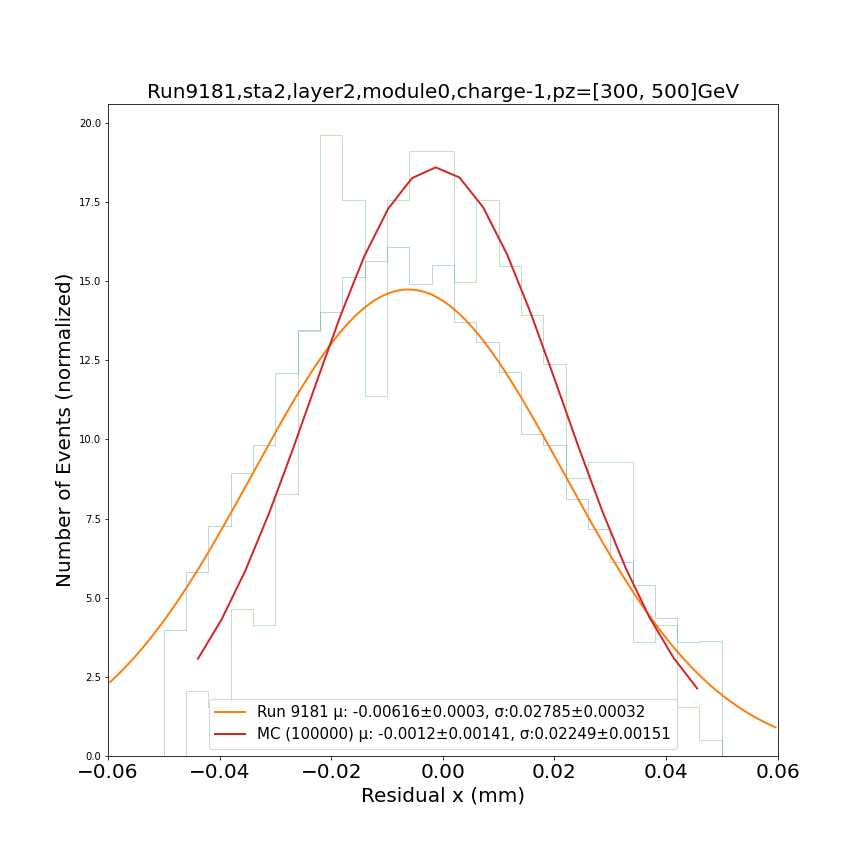 Run9181,sta2,layer2,module0,charge-1,pz=[300, 500]GeV
Number of Events (normalized)
20.0
17.5
15.0
12.5
10.0
7.5
5.0
2.5
0.0
Run 9181 μ: -0.00616±0.0003, σ:0.02785±0.00032
MC (100000) μ: -0.0012±0.00141, σ:0.02249±0.00151
−0.06 −0.04 −0.02 0.00 0.02 0.04 0.06
Residual x (mm)